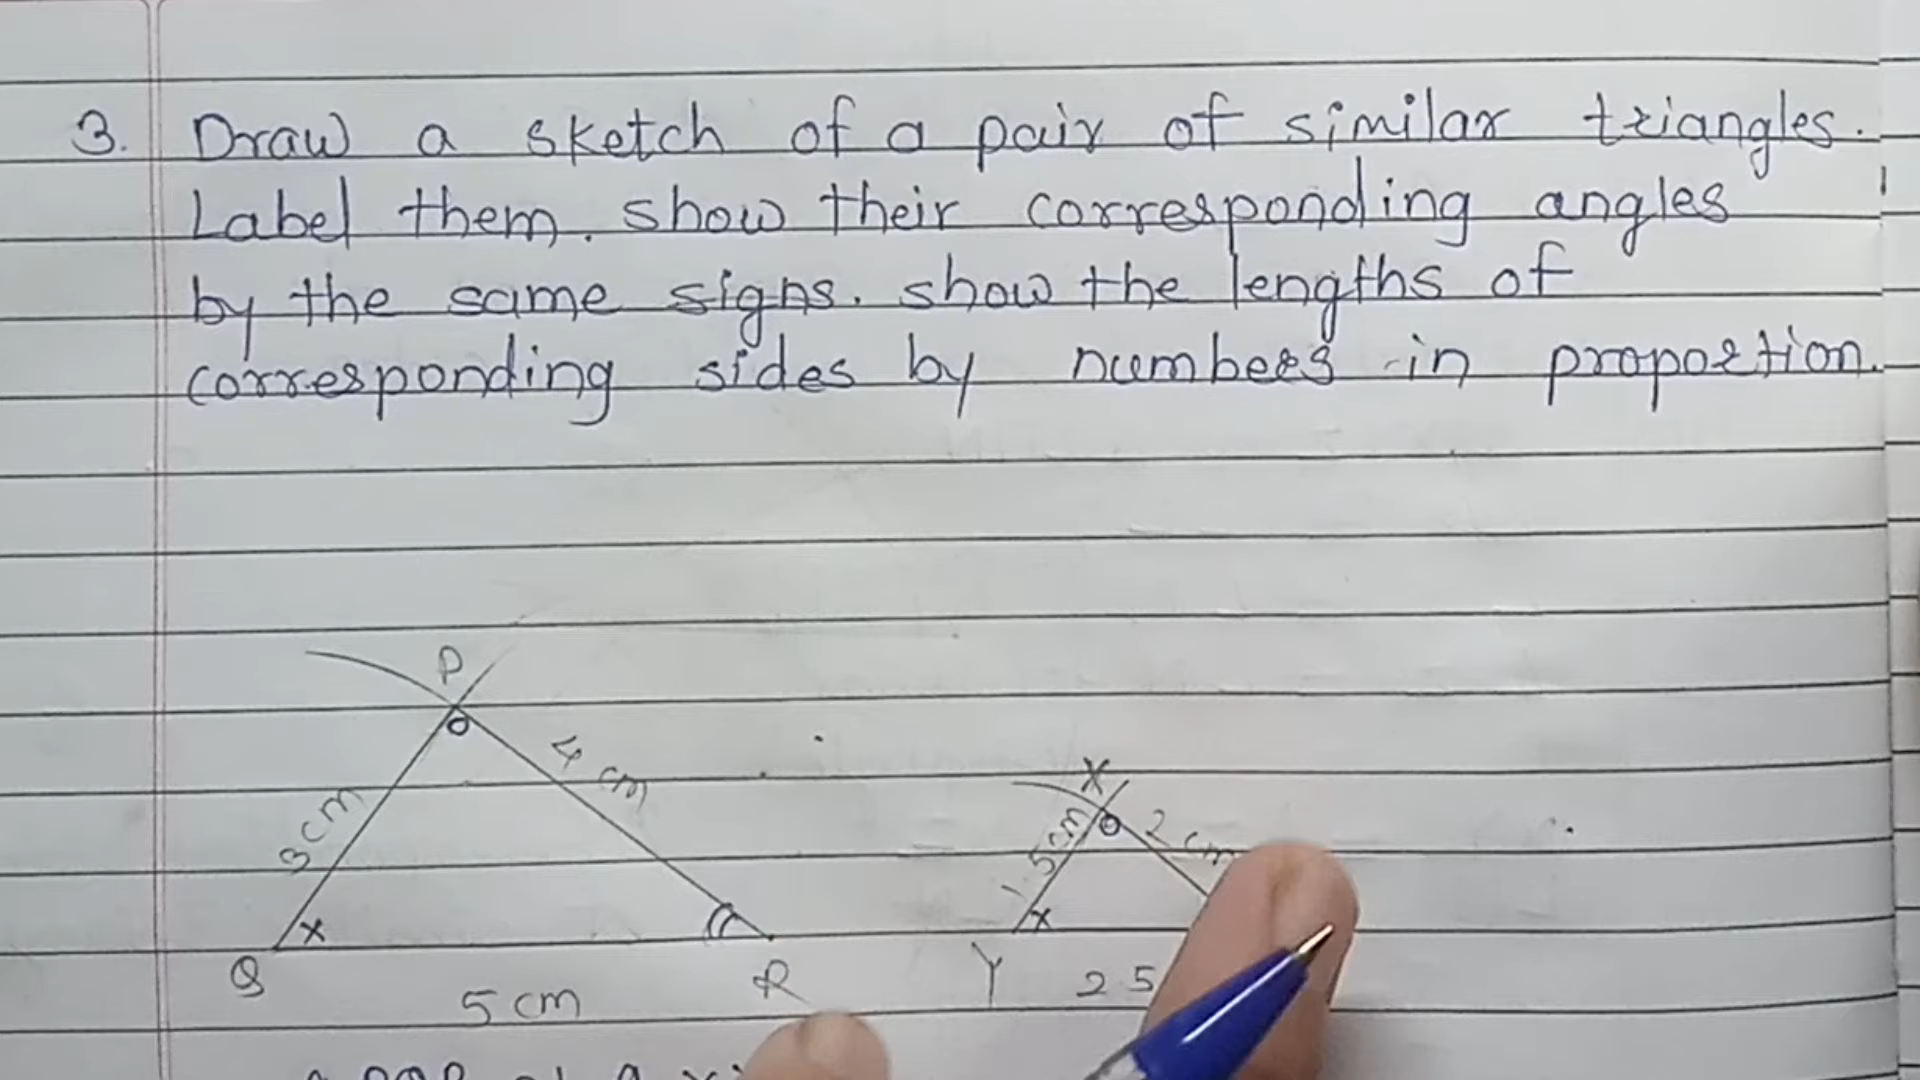 3. Draw a sketch of a pair of similar triangles.
Label them. show their corresponding angles
by the same signs. show the lengths of
corresponding sides by numbers in proportion.
P
4 cm
3 cm
x
Q
R
5 cm
X
2 cm
1.5cm
x
Y
2 5